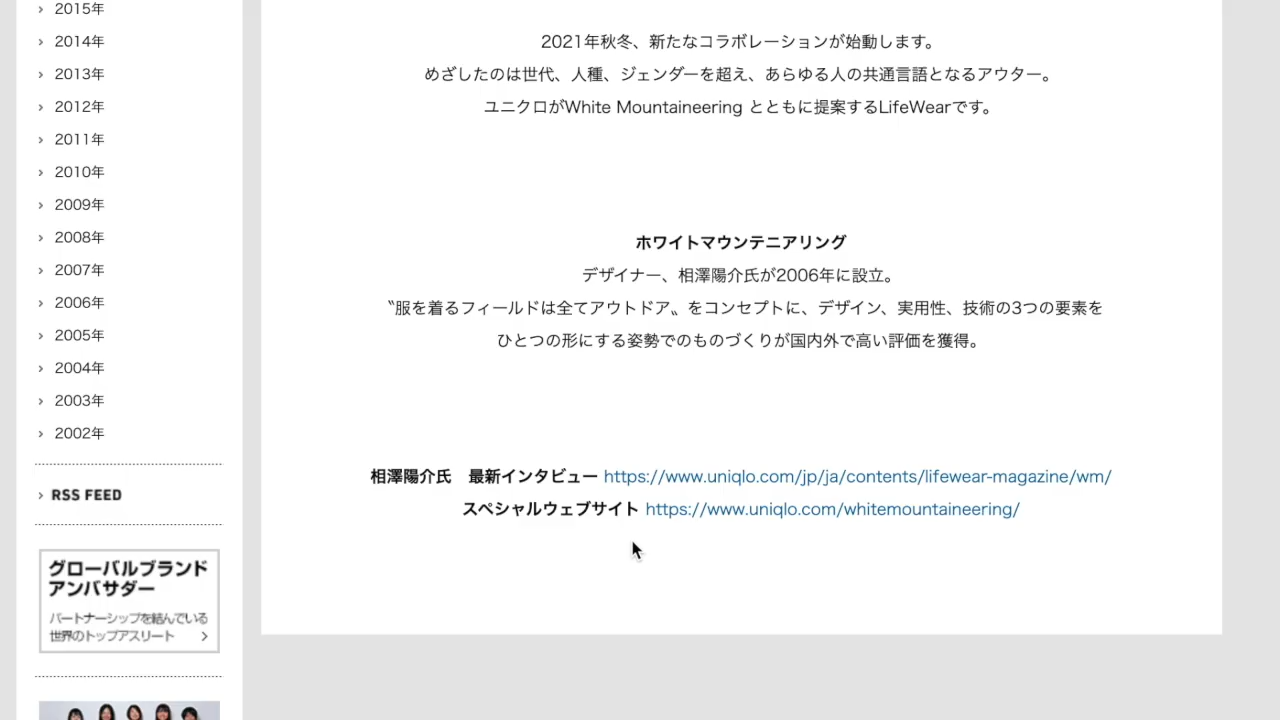 2015年
2014年
2013年
2012年
2011年
2010年
2009年
2008年
2007年
2006年
2005年
2004年
2003年
2002年
RSS FEED
グローバルブランド
アンバサダー
パートナーシップを結んでいる
世界のトップアスリート
2021年秋冬、新たなコラボレーションが始動します。
めざしたのは世代、人種、ジェンダーを超え、あらゆる人の共通言語となるアウター。
ユニクロがWhite Mountaineering とともに提案するLifeWearです。
ホワイトマウンテニアリング
デザイナー、相澤陽介氏が2006年に設立。
〝服を着るフィールドは全てアウトドア〟をコンセプトに、デザイン、実用性、技術の3つの要素を
ひとつの形にする姿勢でのものづくりが国内外で高い評価を獲得。
相澤陽介氏　最新インタビュー https://www.uniqlo.com/jp/ja/contents/lifewear-magazine/wm/
スペシャルウェブサイト https://www.uniqlo.com/whitemountaineering/